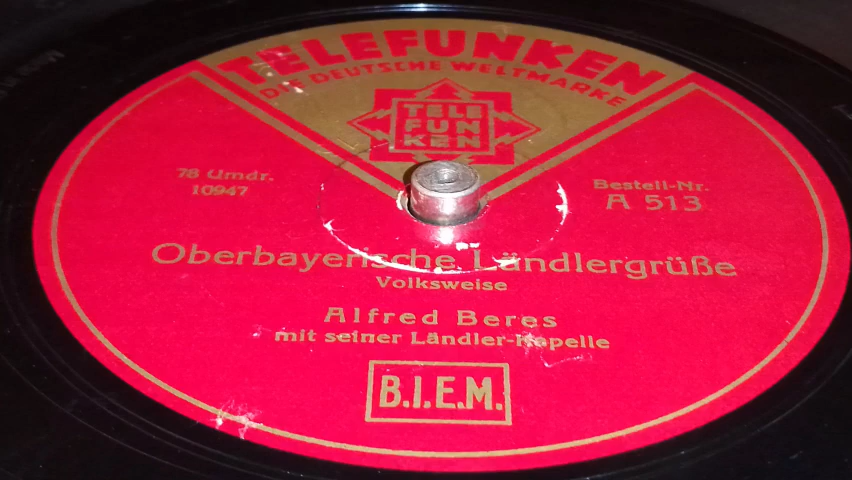 TELEFUNKEN
DIE DEUTSCHE WELTMARKE
TELE
FUN
KEN
78 Umdr.
10947
Bestell-Nr.
A 513
Oberbayerische Ländlergrüße
Volksweise
Alfred Beres
mit seiner Ländler-Kapelle
B.I.E.M.